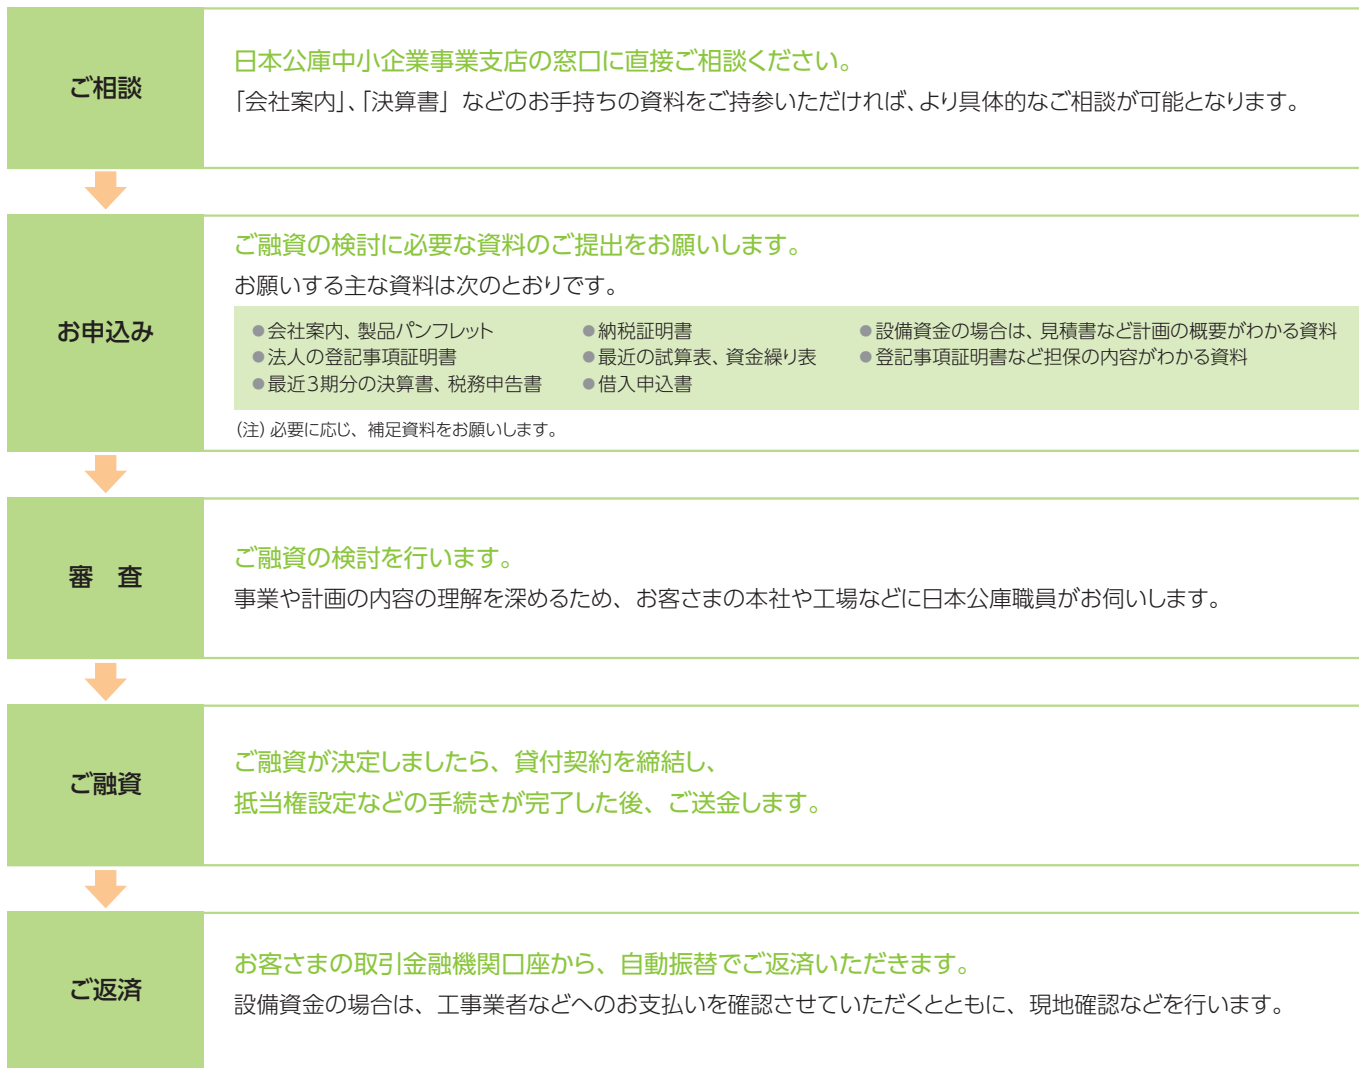 ご相談
日本公庫中小企業事業支店の窓口に直接ご相談ください。
「会社案内」、「決算書」などのお手持ちの資料をご持参いただければ、より具体的なご相談が可能となります。
お申込み
ご融資の検討に必要な資料のご提出をお願いします。
お願いする主な資料は次のとおりです。
●会社案内、製品パンフレット
●法人の登記事項証明書
●最近3期分の決算書、税務申告書
●納税証明書
●最近の試算表、資金繰り表
●借入申込書
●設備資金の場合は、見積書など計画の概要がわかる資料
●登記事項証明書など担保の内容がわかる資料
(注)必要に応じ、補足資料をお願いします。
審 査
ご融資の検討を行います。
事業や計画の内容の理解を深めるため、お客さまの本社や工場などに日本公庫職員がお伺いします。
ご融資
ご融資が決定しましたら、貸付契約を締結し、
抵当権設定などの手続きが完了した後、ご送金します。
ご返済
お客さまの取引金融機関口座から、自動振替でご返済いただきます。
設備資金の場合は、工事業者などへのお支払いを確認させていただくとともに、現地確認などを行います。